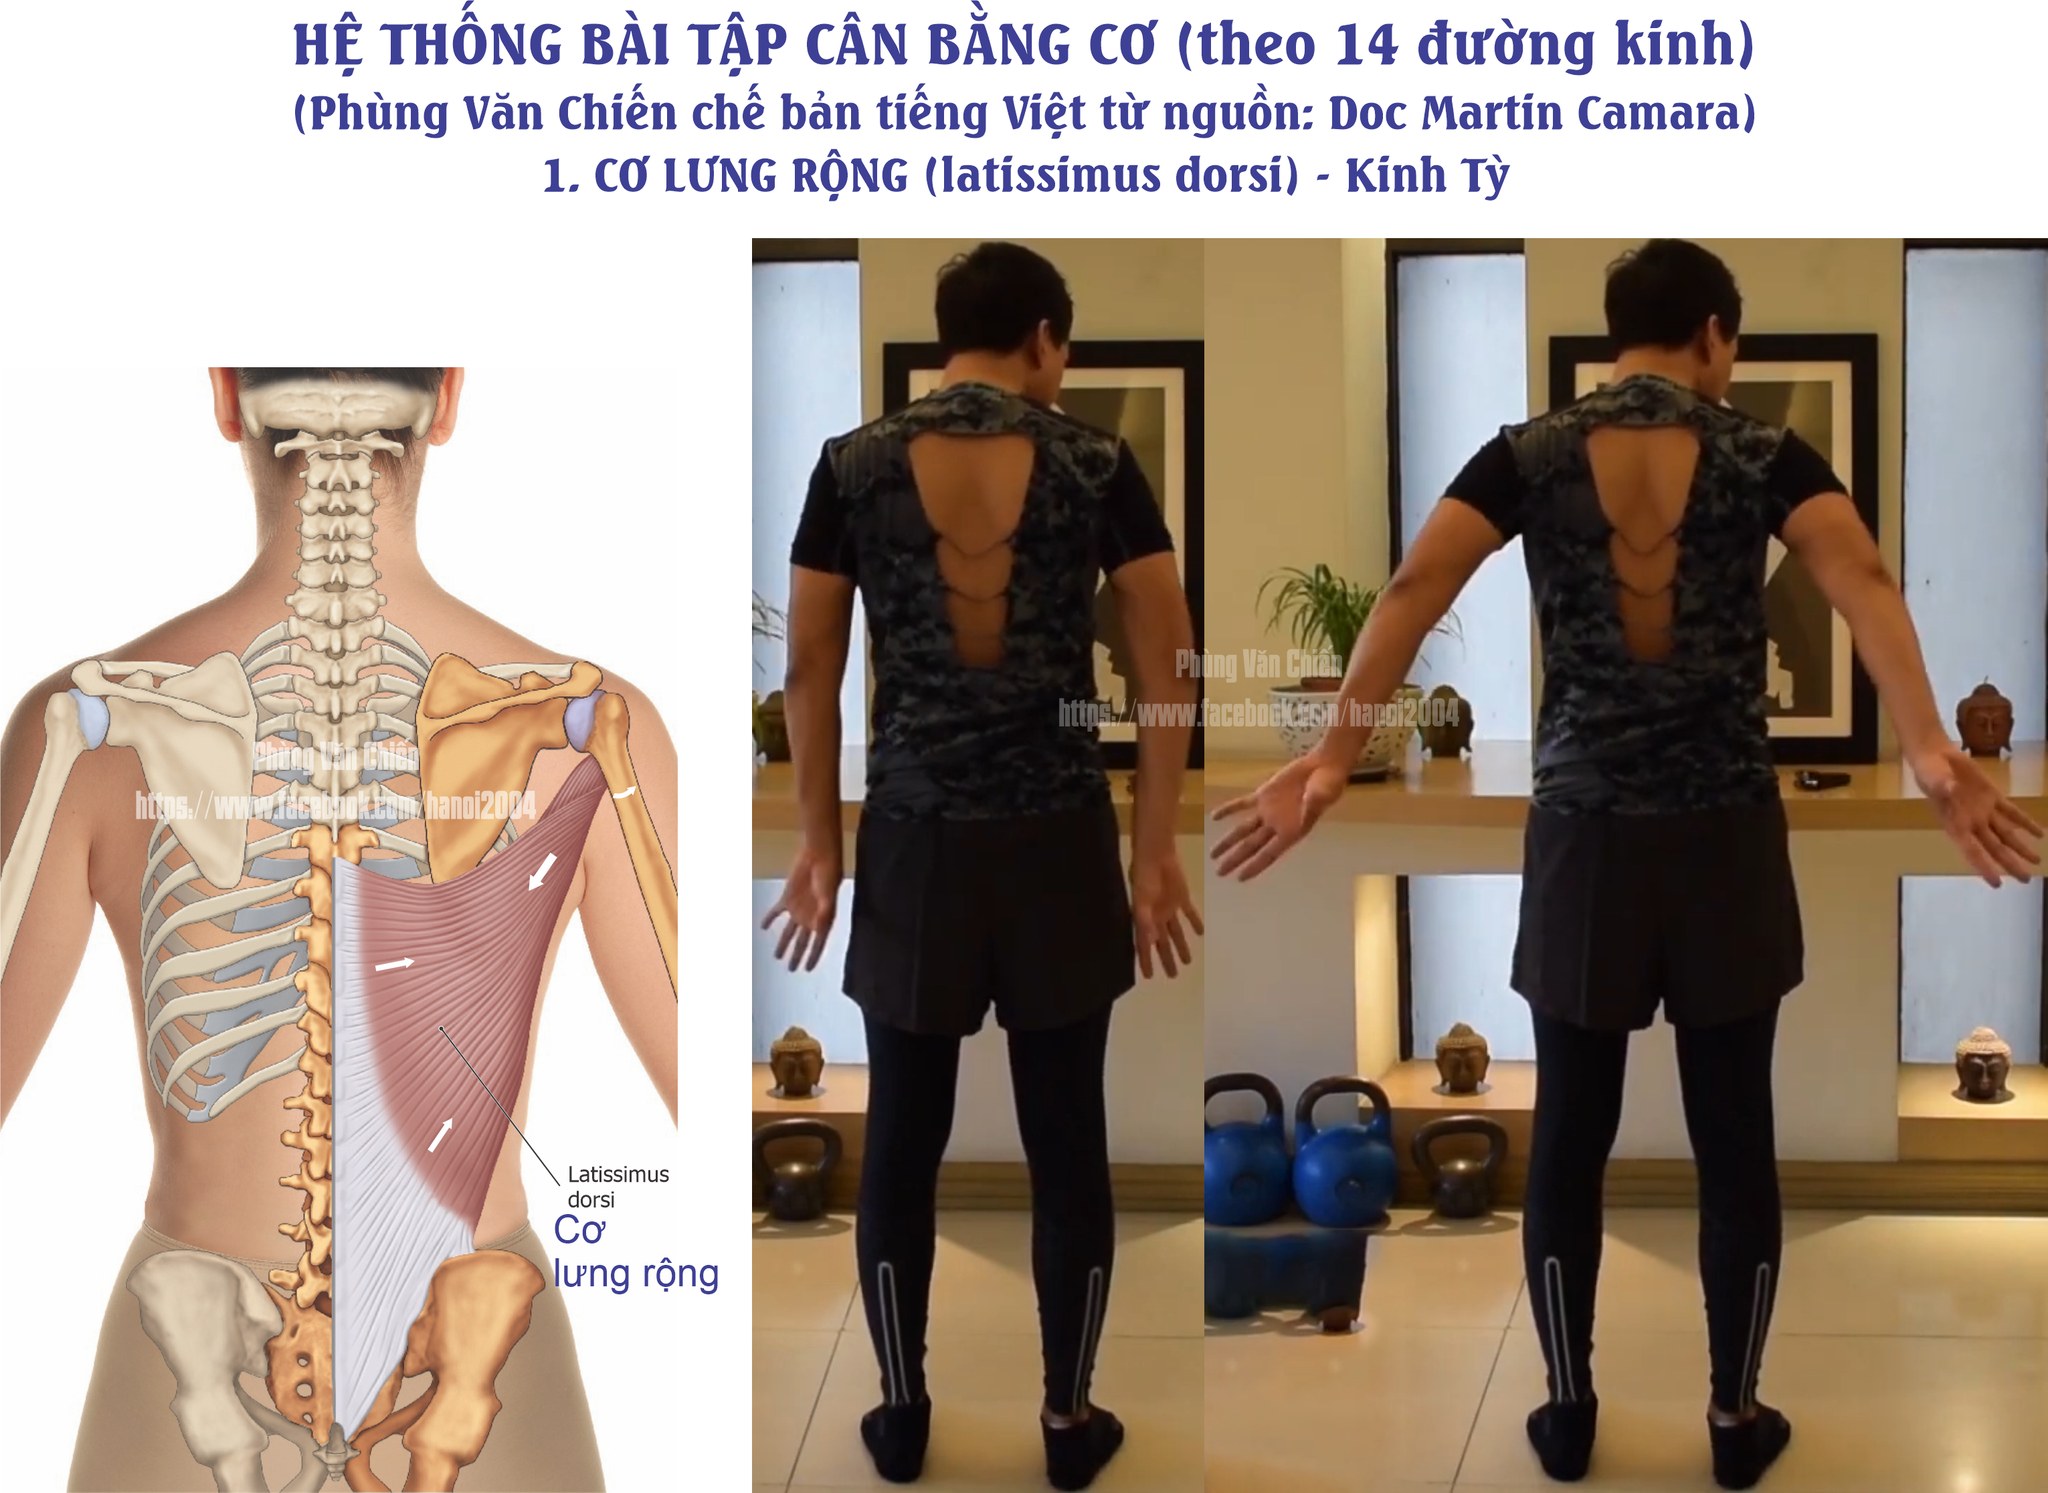 HỆ THỐNG BÀI TẬP CÂN BẰNG CƠ (theo 14 đường kinh)
(Phùng Văn Chiến chế bản tiếng Việt từ nguồn: Doc Martin Camara)
1. CƠ LƯNG RỘNG (latissimus dorsi) - Kinh Tỳ
Phùng Văn Chiến
https://www.facebook.com/hanoi2004
Phùng Văn Chiến
https://www.facebook.com/hanoi2004
Latissimus
dorsi
Cơ
lưng rộng